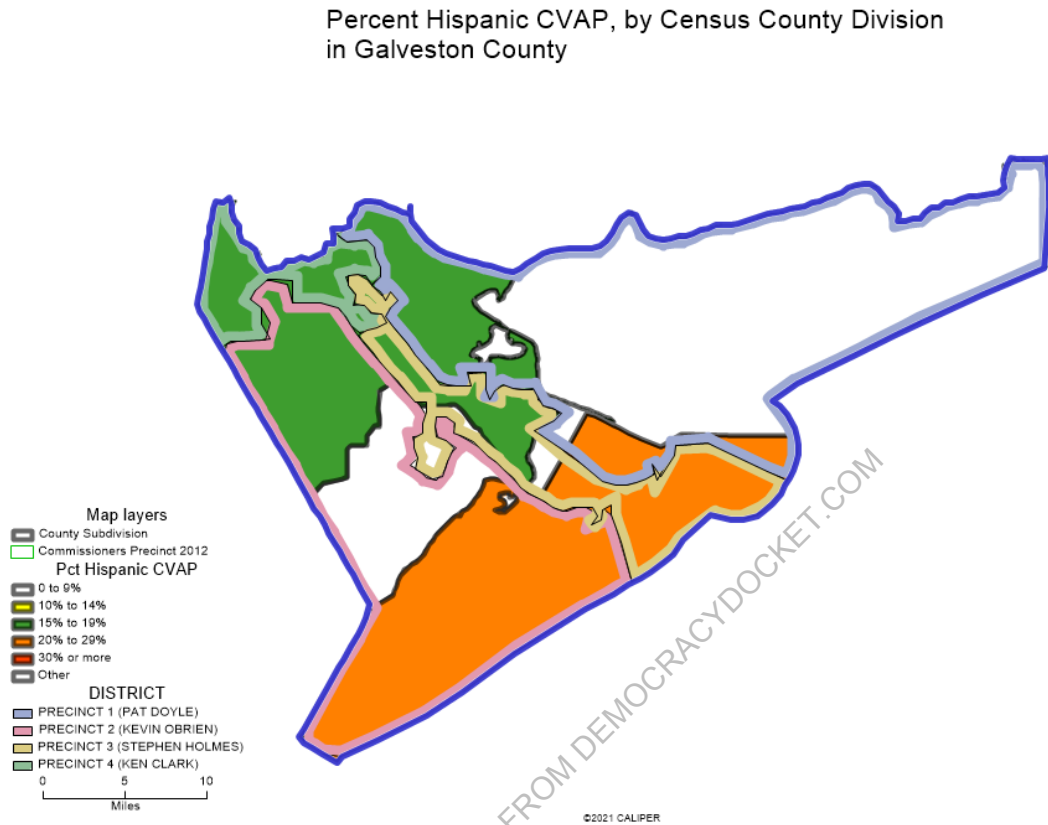 Percent Hispanic CVAP, by Census County Division
in Galveston County
Map layers
County Subdivision
Commissioners Precinct 2012
Pct Hispanic CVAP
0 to 9%
10% to 14%
15% to 19%
20% to 29%
30% or more
Other
DISTRICT
PRECINCT 1 (PAT DOYLE)
PRECINCT 2 (KEVIN OBRIEN)
PRECINCT 3 (STEPHEN HOLMES)
PRECINCT 4 (KEN CLARK)
0 5 10
Miles
FROM DEMOCRACYDOCKET.COM
©2021 CALIPER